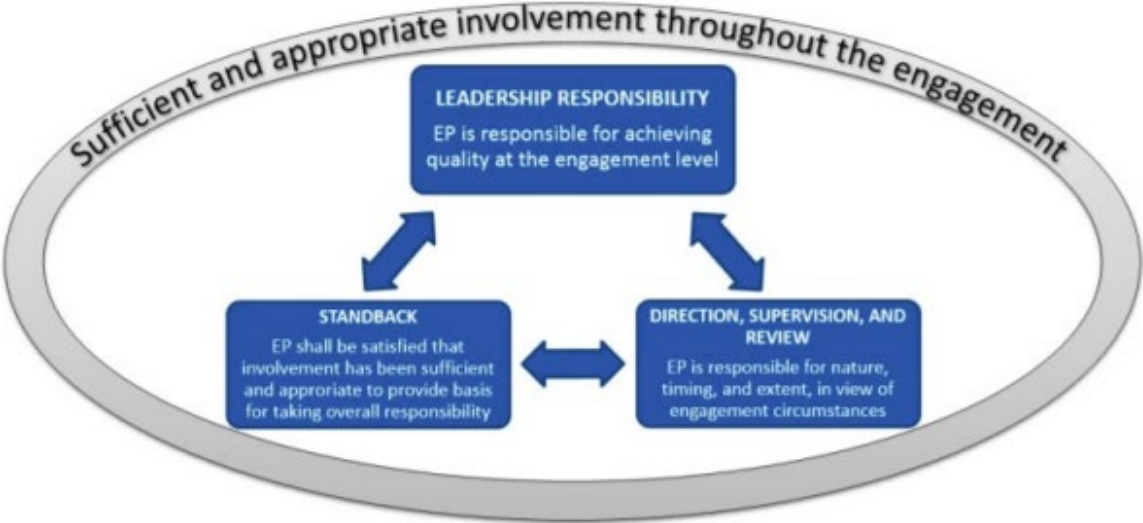 Sufficient and appropriate involvement throughout the engagement
LEADERSHIP RESPONSIBILITY
EP is responsible for achieving
quality at the engagement level
STANDBACK
EP shall be satisfied that
involvement has been sufficient
and approriate to provide basis
for taking overall responsibility
DIRECTION, SUPERVISION, AND
REVIEW
EP is responsible for nature,
timing, and extent, in view of
engagement circumstances